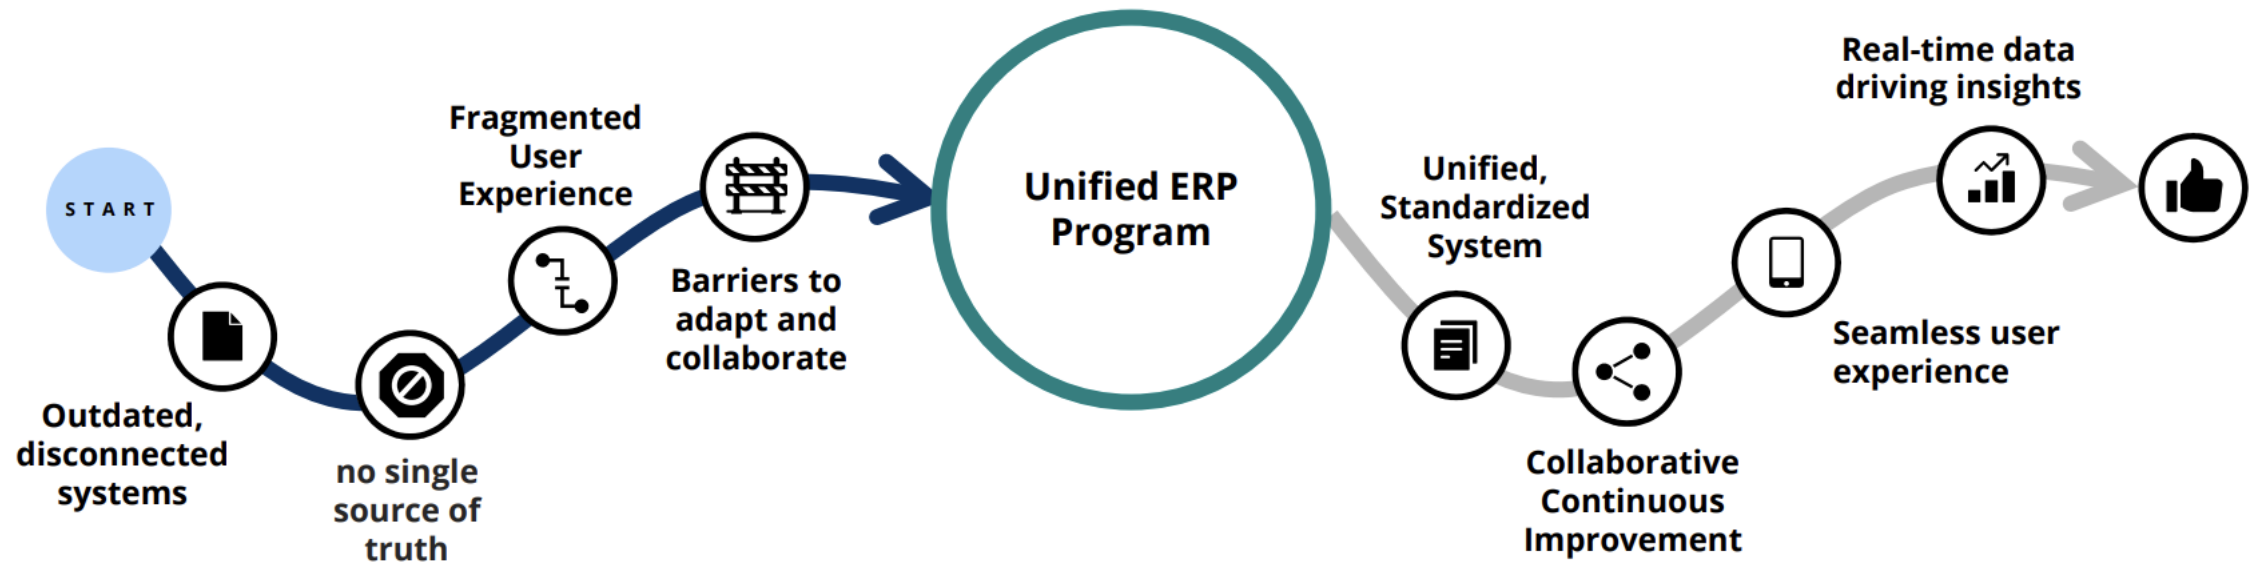 START
Outdated,
disconnected
systems
no single
source of
truth
Fragmented
User
Experience
Barriers to
adapt and
collaborate
Unified ERP
Program
Unified,
Standardized
System
Collaborative
Continuous
Improvement
Seamless user
experience
Real-time data
driving insights